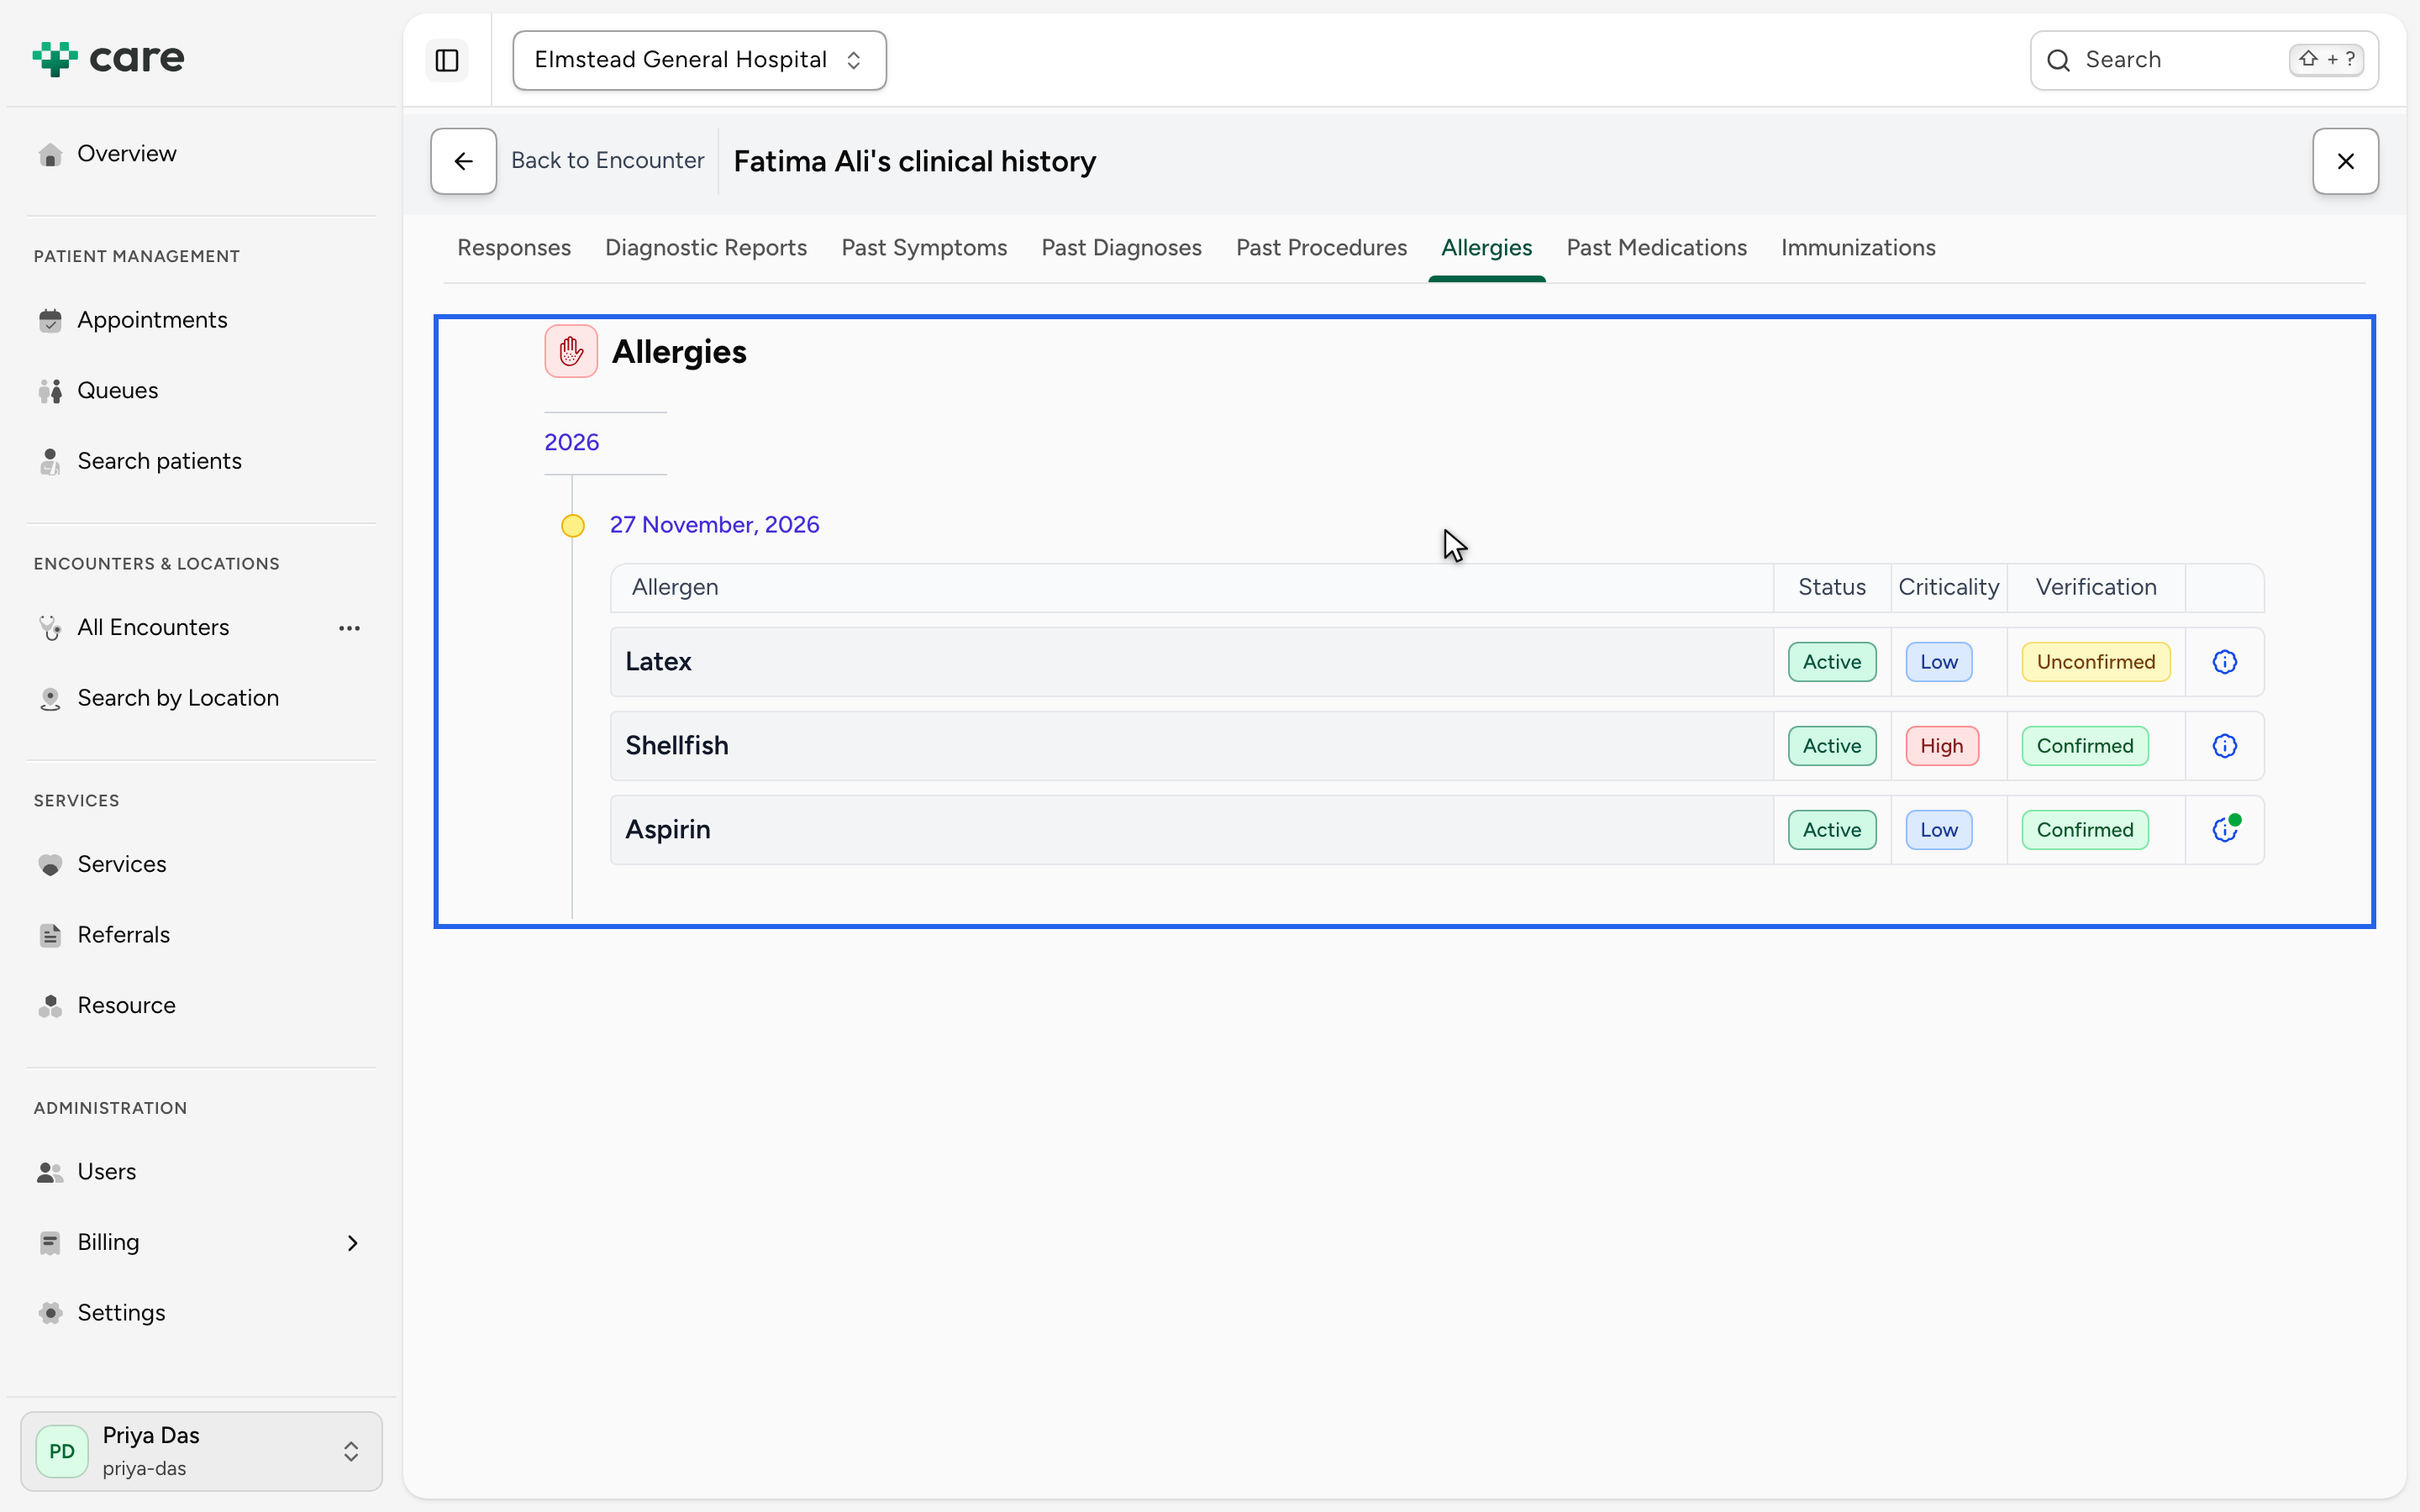 care
Elmstead General Hospital
Search
+ ?
Overview
PATIENT MANAGEMENT
Appointments
Queues
Search patients
ENCOUNTERS & LOCATIONS
All Encounters
Search by Location
SERVICES
Services
Referrals
Resource
ADMINISTRATION
Users
Billing
Settings
PD
Priya Das
priya-das
Back to Encounter
Fatima Ali's clinical history
Responses Diagnostic Reports Past Symptoms Past Diagnoses Past Procedures Allergies Past Medications Immunizations
Allergies
2026
27 November, 2026
Allergen Status Criticality Verification
Latex Active Low Unconfirmed
Shellfish Active High Confirmed
Aspirin Active Low Confirmed